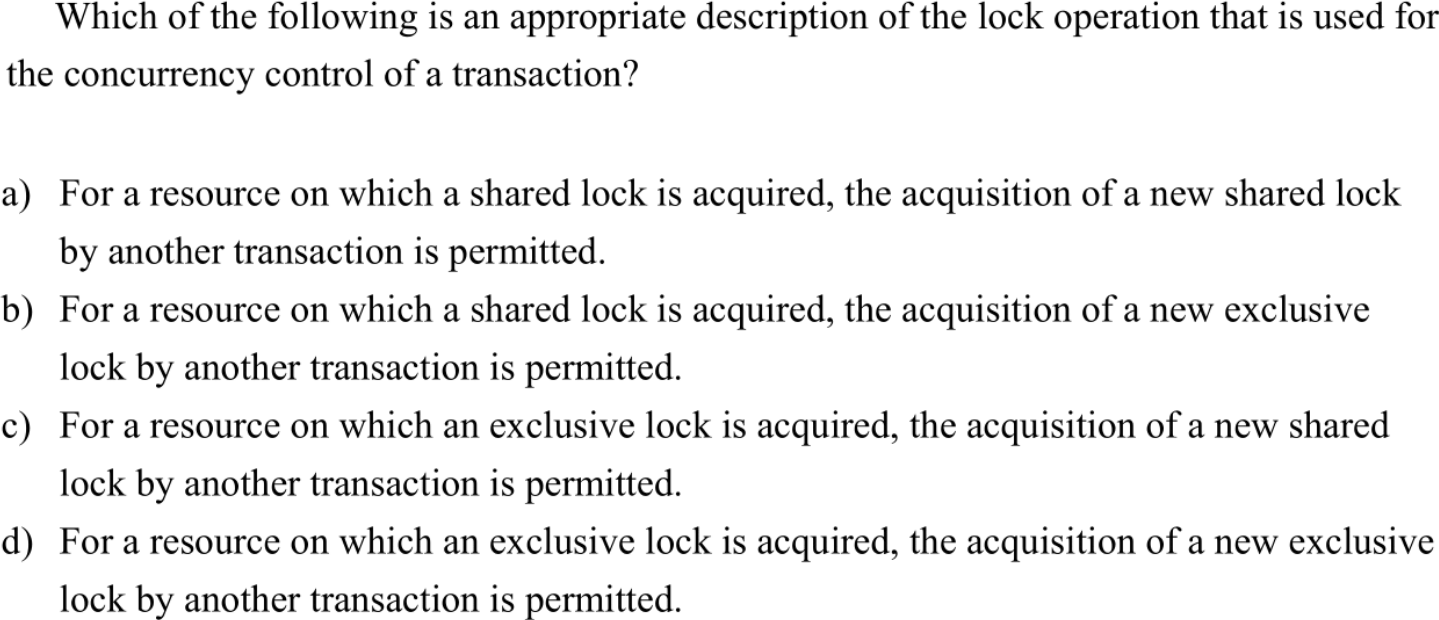 Which of the following is an appropriate description of the lock operation that is used for
the concurrency control of a transaction?
a) For a resource on which a shared lock is acquired, the acquisition of a new shared lock
by another transaction is permitted.
b) For a resource on which a shared lock is acquired, the acquisition of a new exclusive
lock by another transaction is permitted.
c) For a resource on which an exclusive lock is acquired, the acquisition of a new shared
lock by another transaction is permitted.
d) For a resource on which an exclusive lock is acquired, the acquisition of a new exclusive
lock by another transaction is permitted.